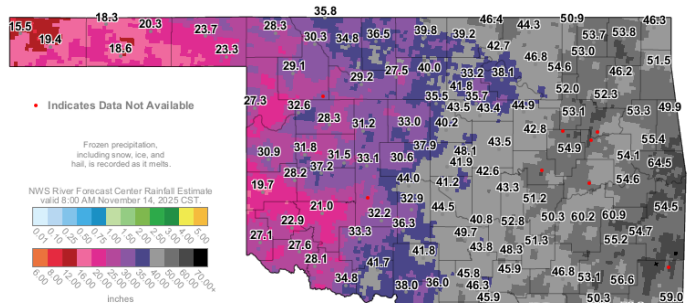 35.8
15.5 18.3 20.3 23.7 28.3 39.8 46.4 44.3 50.9 46.3
19.4 18.6 23.3 30.3 34.8 36.5 39.2 42.7 53.7 53.8
46.8 53.0 51.5
29.1 29.2 27.5 40.0 33.2 38.1 54.6 46.2
41.8 52.0
27.3 32.6 35.5 35.7 52.3
43.5 43.4 44.9 53.1 53.3 49.9
Indicates Data Not Available
28.3 31.2 33.0 40.2 42.8 55.4
Frozen precipitation,
including snow, ice, and
hail, is recorded as it melts.
30.9 31.8 31.5 33.1 30.6 37.9 48.1 43.5 54.9 54.1
37.2 41.9 64.5
28.2 42.6
19.7 44.0 41.2 43.3 54.6
NWS River Forecast Center Rainfall Estimate
valid 8:00 AM November 14, 2025 CST.
21.0 32.2 32.9 44.5 51.2 54.5
22.9 36.3 40.8 52.8 50.3 60.2 60.9
0.01 0.10 0.25 0.50 0.75 1.00 1.50 2.00 2.50 3.00 4.00 5.00
27.1 33.3 49.7 51.3 55.2 54.7
27.6 41.8 43.8 48.3
28.1 41.7 45.8 45.9 46.8
34.8 38.0 36.0 46.3 53.1 56.6
6.00 8.00 12.00 16.00 20.00 25.00 30.00 35.00 40.00 50.00 60.00 70.00+
45.9 50.3 59.0
inches